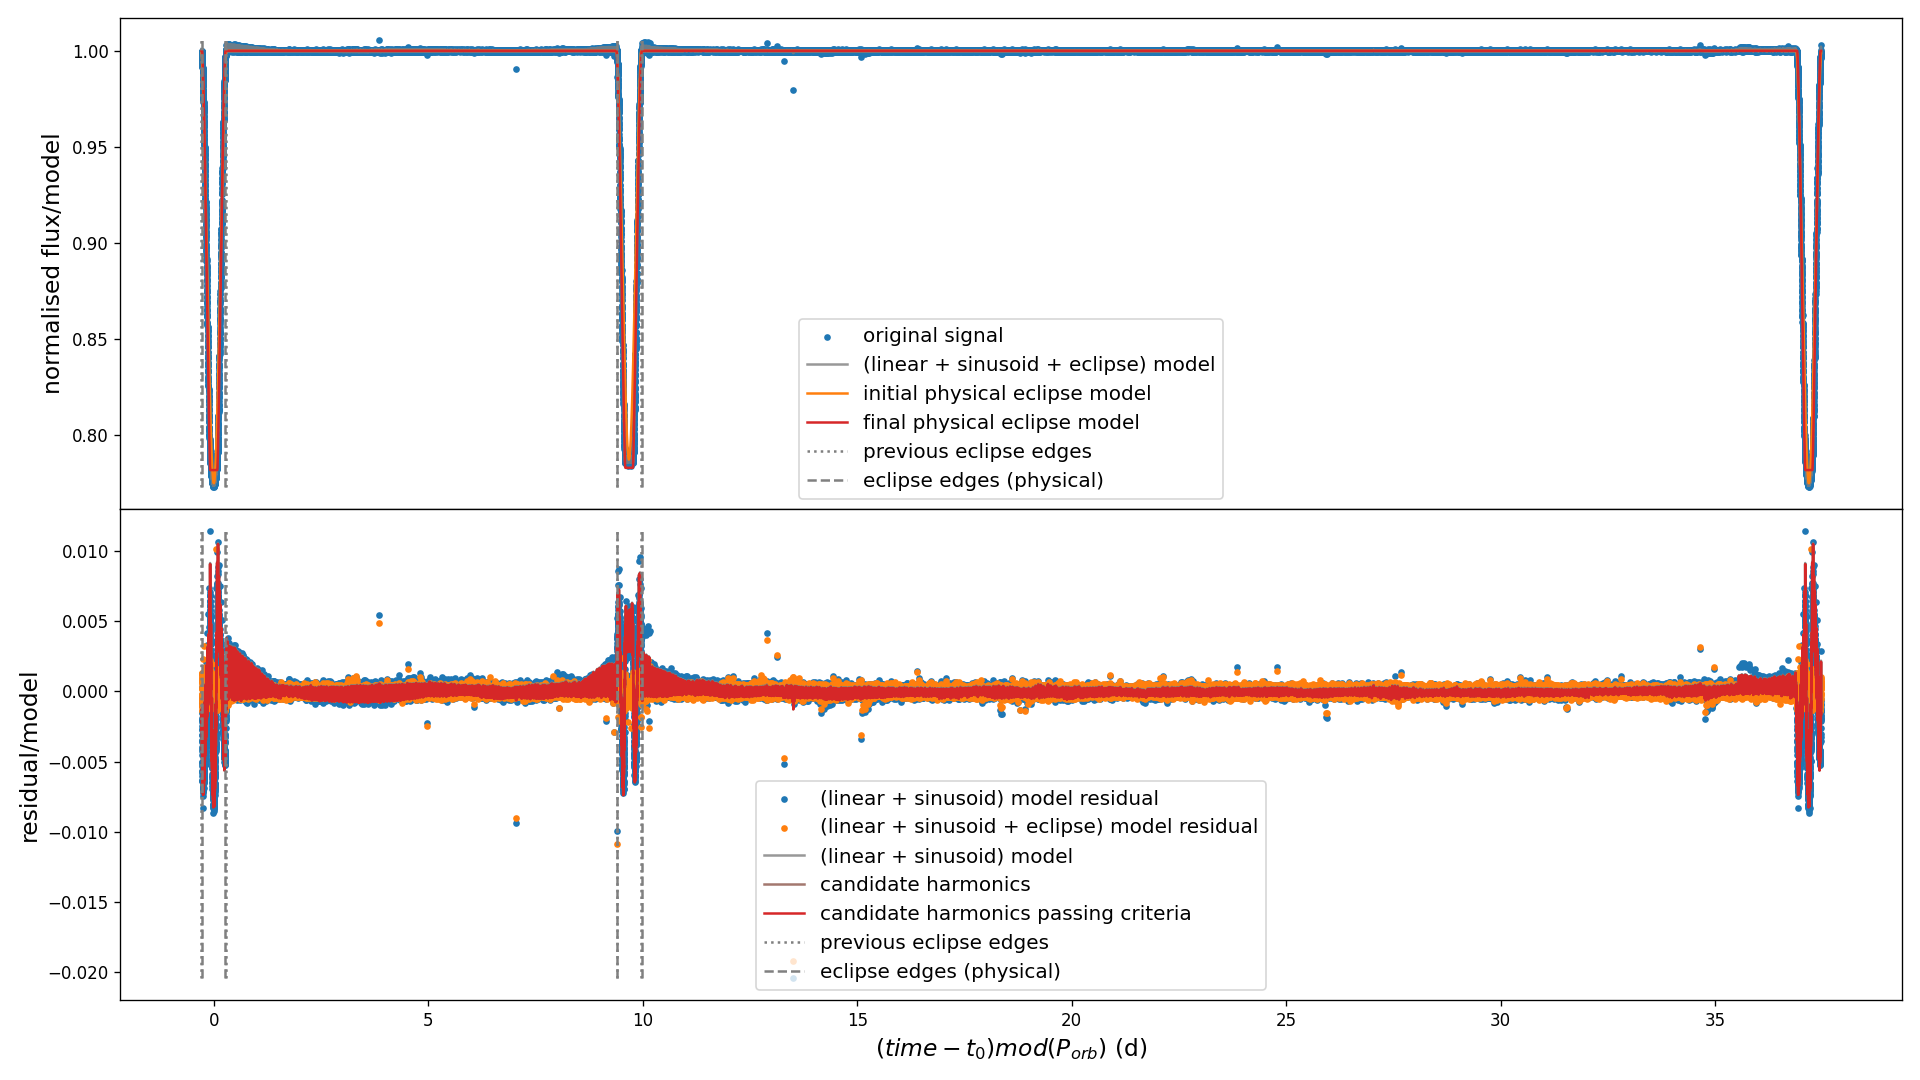 normalised flux/model
1.00
0.95
0.90
0.85
0.80
original signal
(linear + sinusoid + eclipse) model
initial physical eclipse model
final physical eclipse model
previous eclipse edges
eclipse edges (physical)
residual/model
0.010
0.005
0.000
−0.005
−0.010
−0.015
−0.020
(linear + sinusoid) model residual
(linear + sinusoid + eclipse) model residual
(linear + sinusoid) model
candidate harmonics
candidate harmonics passing criteria
previous eclipse edges
eclipse edges (physical)
0 5 10 15 20 25 30 35
(time − t₀)mod(P_orb) (d)